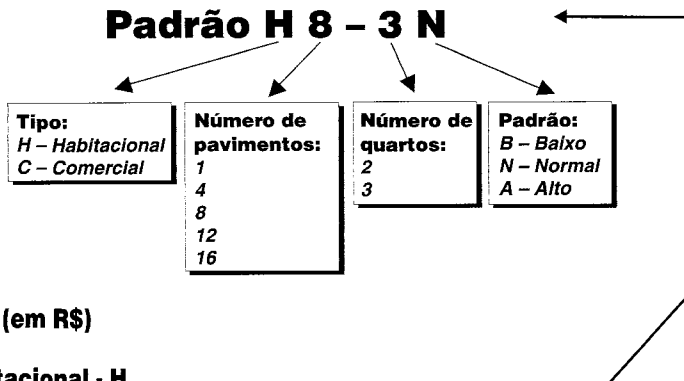 Padrão H 8 – 3 N
Tipo:
H – Habitacional
C – Comercial
Número de
pavimentos:
1
4
8
12
16
Número de
quartos:
2
3
Padrão:
B – Baixo
N – Normal
A – Alto
(em R$)
tacional - H